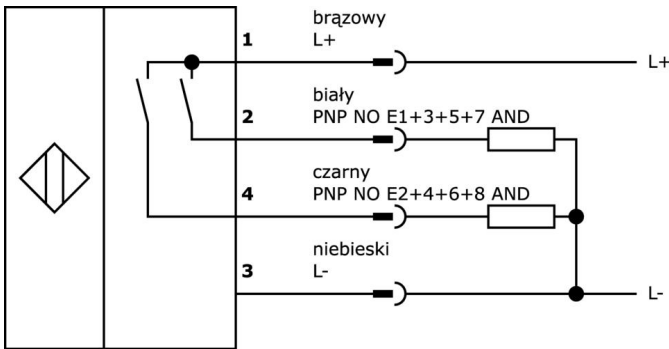 brązowy
1 L+ L+
biały
2 PNP NO E1+3+5+7 AND
czarny
4 PNP NO E2+4+6+8 AND
niebieski
3 L- L-